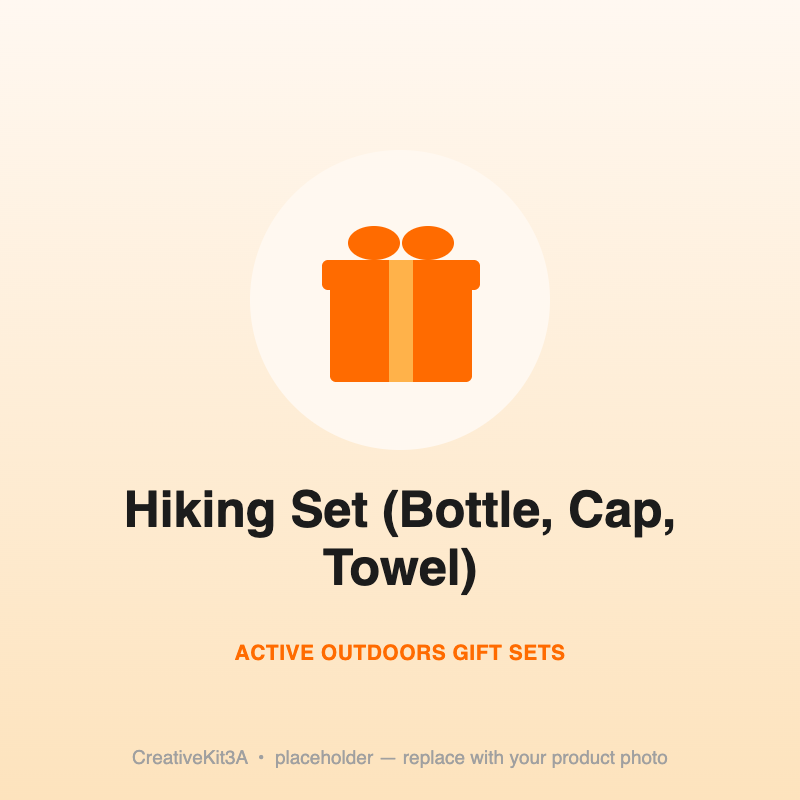 Hiking Set (Bottle, Cap,
Towel)
ACTIVE OUTDOORS GIFT SETS
CreativeKit3A • placeholder — replace with your product photo